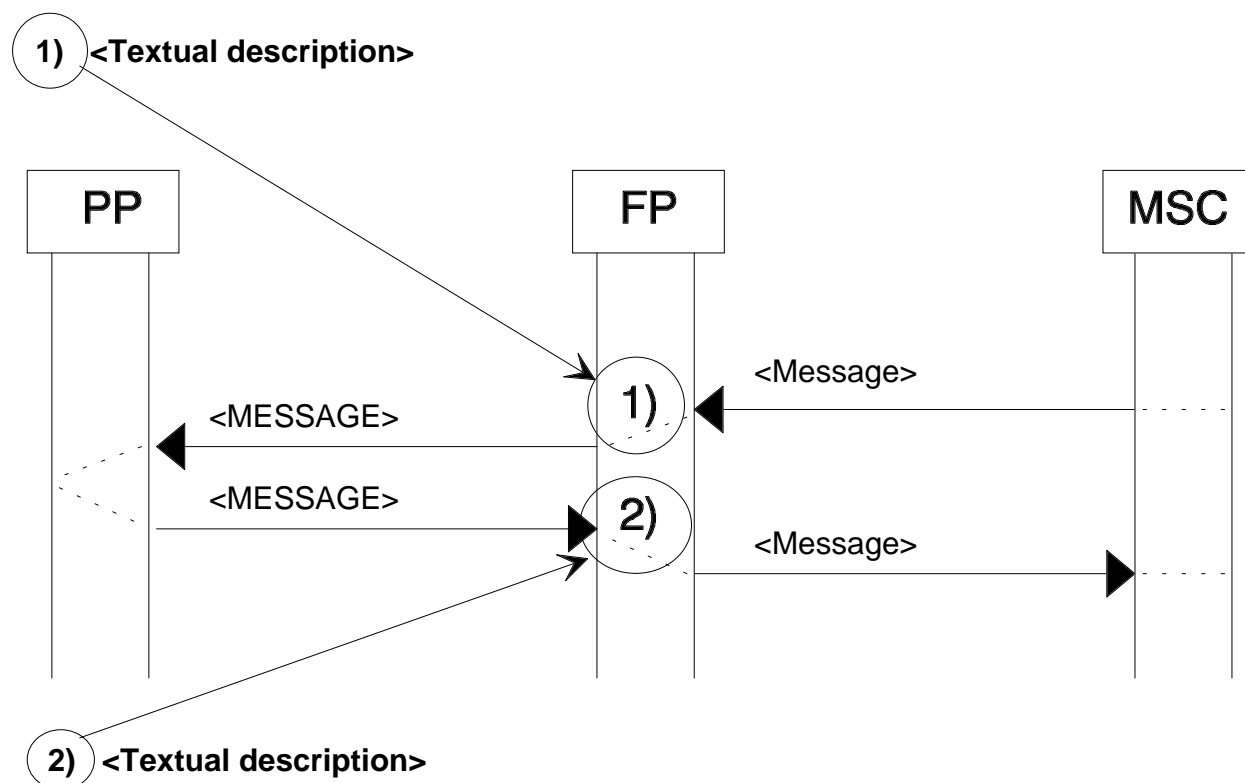 1) <Textual description>
PP FP MSC
<Message>
1)
<MESSAGE>
<MESSAGE>
2)
<Message>
2) <Textual description>